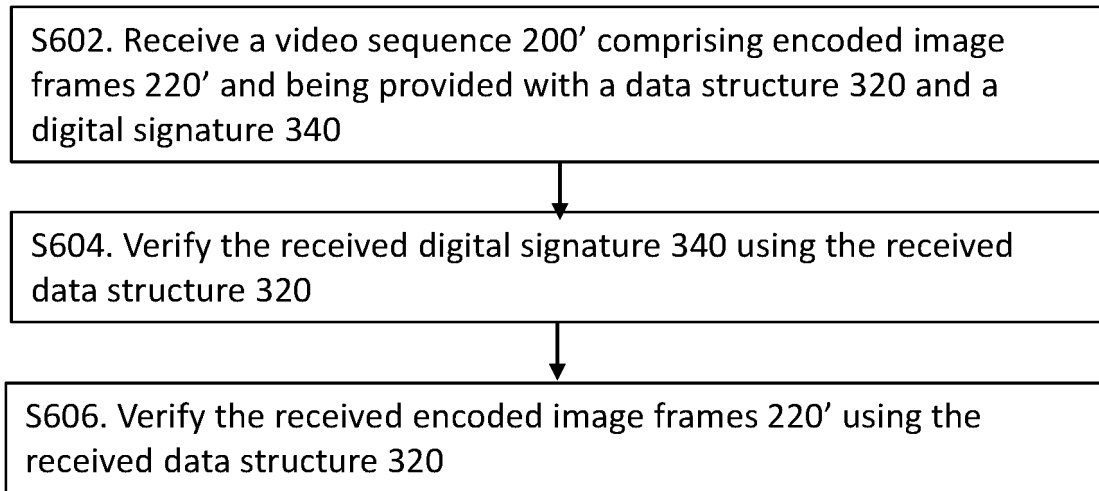 S602. Receive a video sequence 200’ comprising encoded image
frames 220’ and being provided with a data structure 320 and a
digital signature 340
S604. Verify the received digital signature 340 using the received
data structure 320
S606. Verify the received encoded image frames 220’ using the
received data structure 320